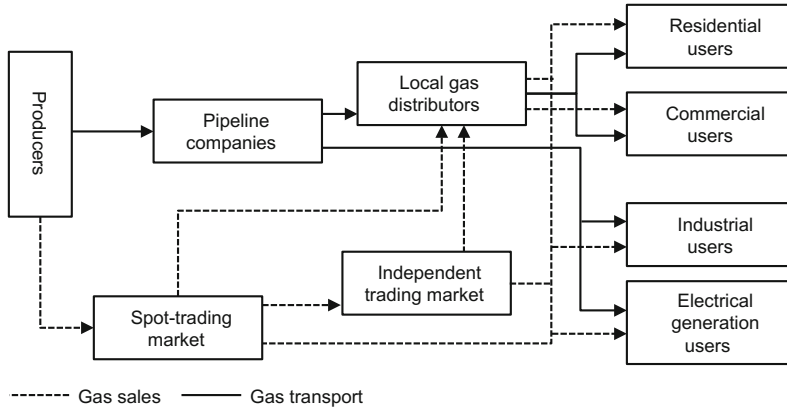 Producers
Pipeline
companies
Local gas
distributors
Residential
users
Commercial
users
Industrial
users
Electrical
generation
users
Independent
trading market
Spot-trading
market
Gas sales
Gas transport